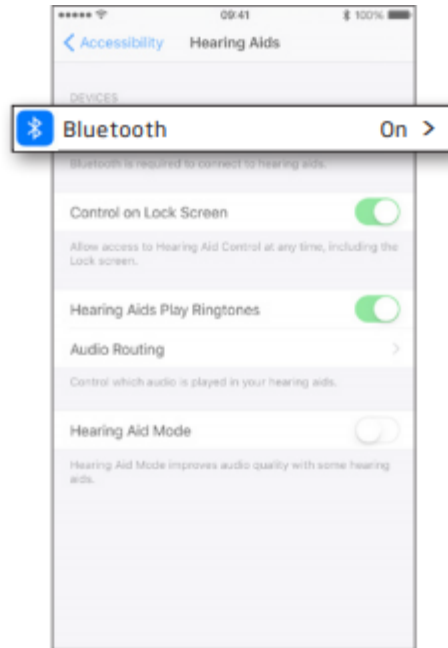 09:41
100%
Accessibility Hearing Aids
DEVICES
Bluetooth On
Bluetooth is required to connect to hearing aids.
Control on Lock Screen
Allow access to Hearing Aid Control at any time, including the
Lock screen.
Hearing Aids Play Ringtones
Audio Routing
Control which audio is played in your hearing aids.
Hearing Aid Mode
Hearing Aid Mode improves audio quality with some hearing
aids.